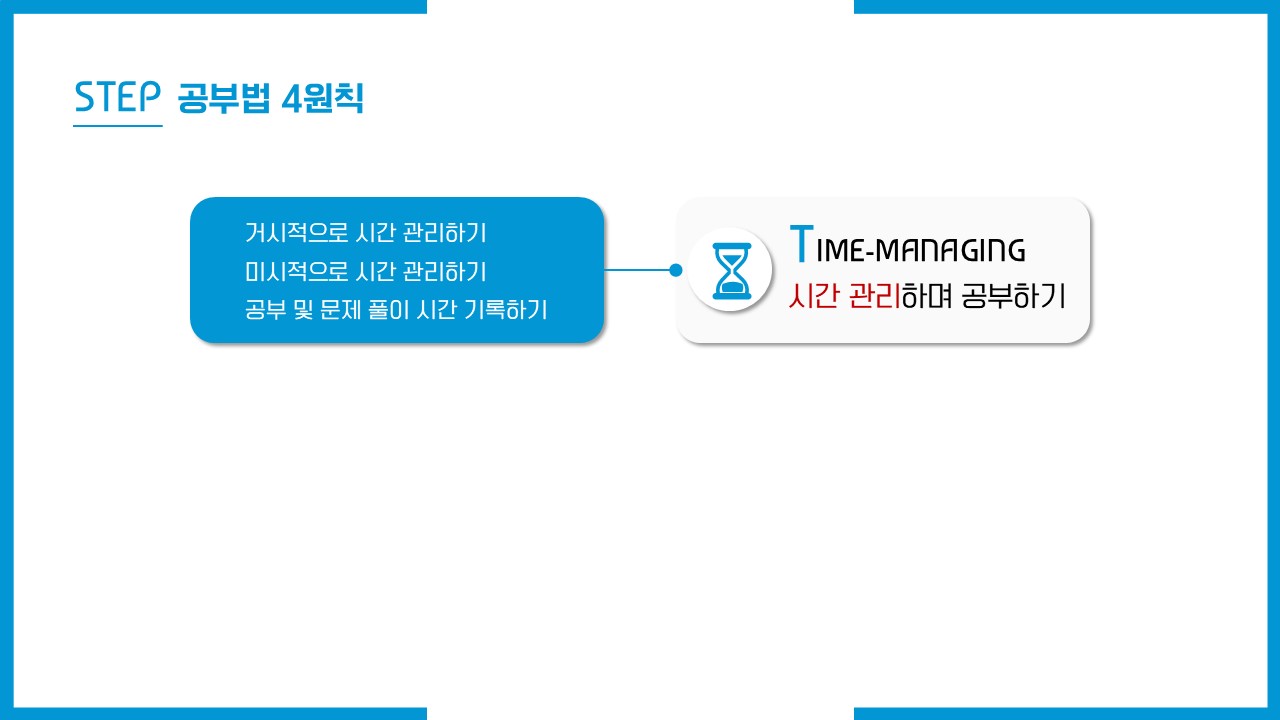 STEP 공부법 4원칙
거시적으로 시간 관리하기
미시적으로 시간 관리하기
공부 및 문제 풀이 시간 기록하기
TIME-MANAGING
시간 관리하며 공부하기